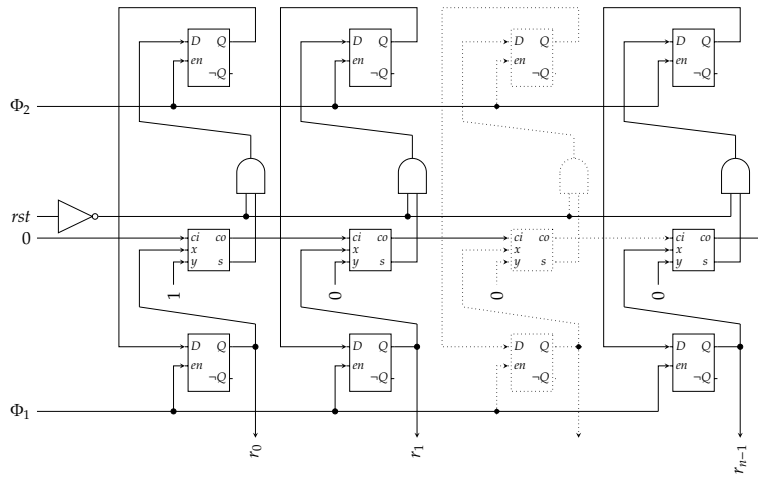 D Q D Q D Q D Q
en en en en
¬Q ¬Q ¬Q ¬Q
Φ2
rst
0
ci co ci co ci co ci co
x x x x
y s y s y s y s
1 0 0 0
D Q D Q D Q D Q
en en en en
¬Q ¬Q ¬Q ¬Q
Φ1
r0 r1 rn−1